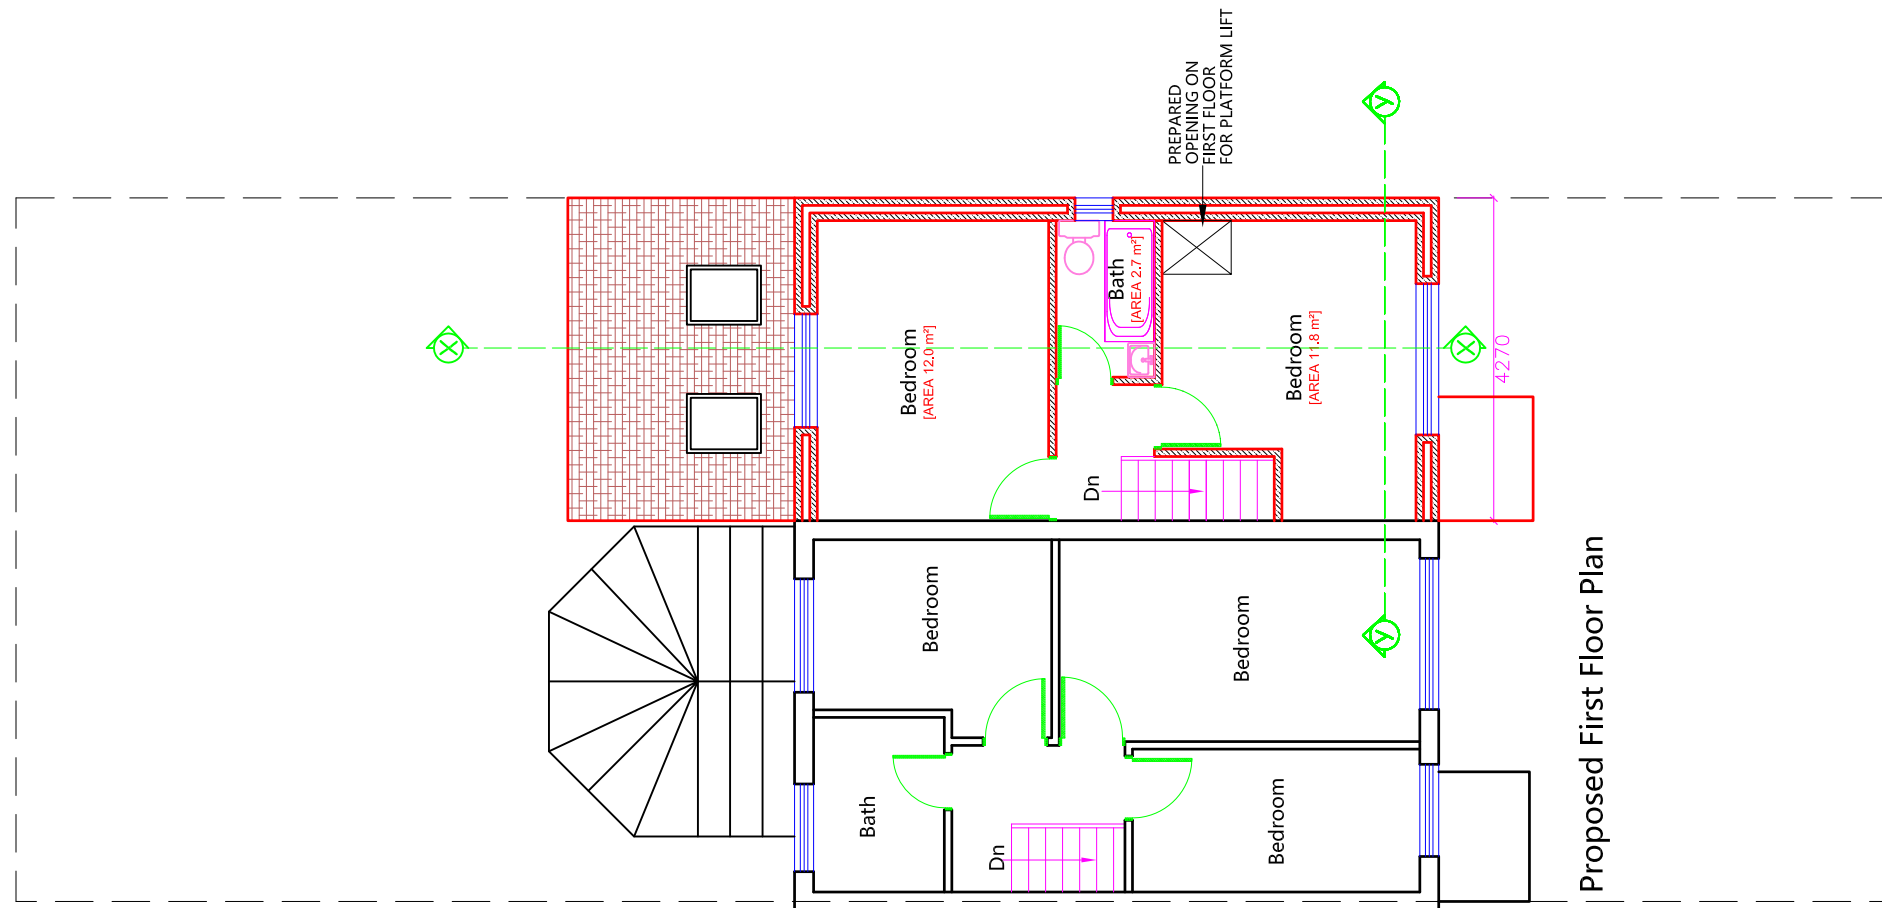 PREPARED
OPENING ON
FIRST FLOOR
FOR PLATFORM LIFT
y
X
Bedroom
[AREA 12.0 m²]
Bath
[AREA 2.7 m²]
Bedroom
[AREA 11.8 m²]
X
4270
Dn
Bedroom
Bedroom
y
Bath
Dn
Bedroom
Proposed First Floor Plan